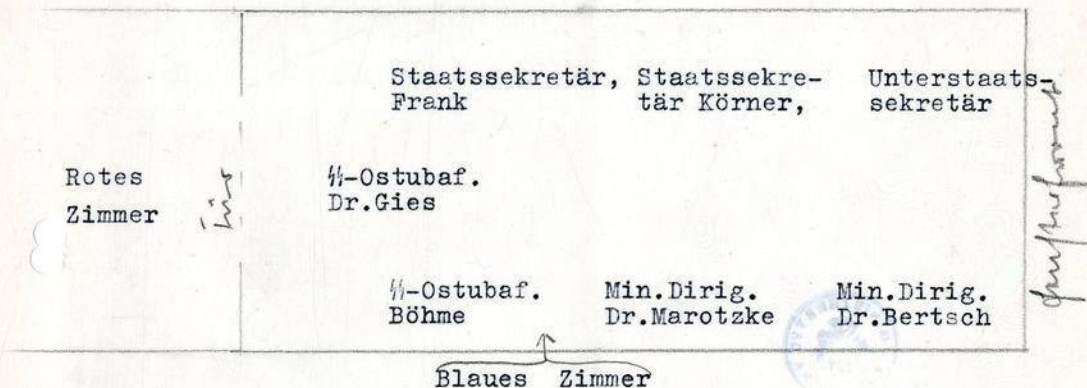 Staatssekretär, Staatssekre- Unterstaats-
Frank tär Körner, sekretär
Rotes
Zimmer
Tür
ᛋᛋ-Ostubaf.
Dr.Gies
ᛋᛋ-Ostubaf. Min.Dirig. Min.Dirig.
Böhme Dr.Marotzke Dr.Bertsch
Blaues Zimmer